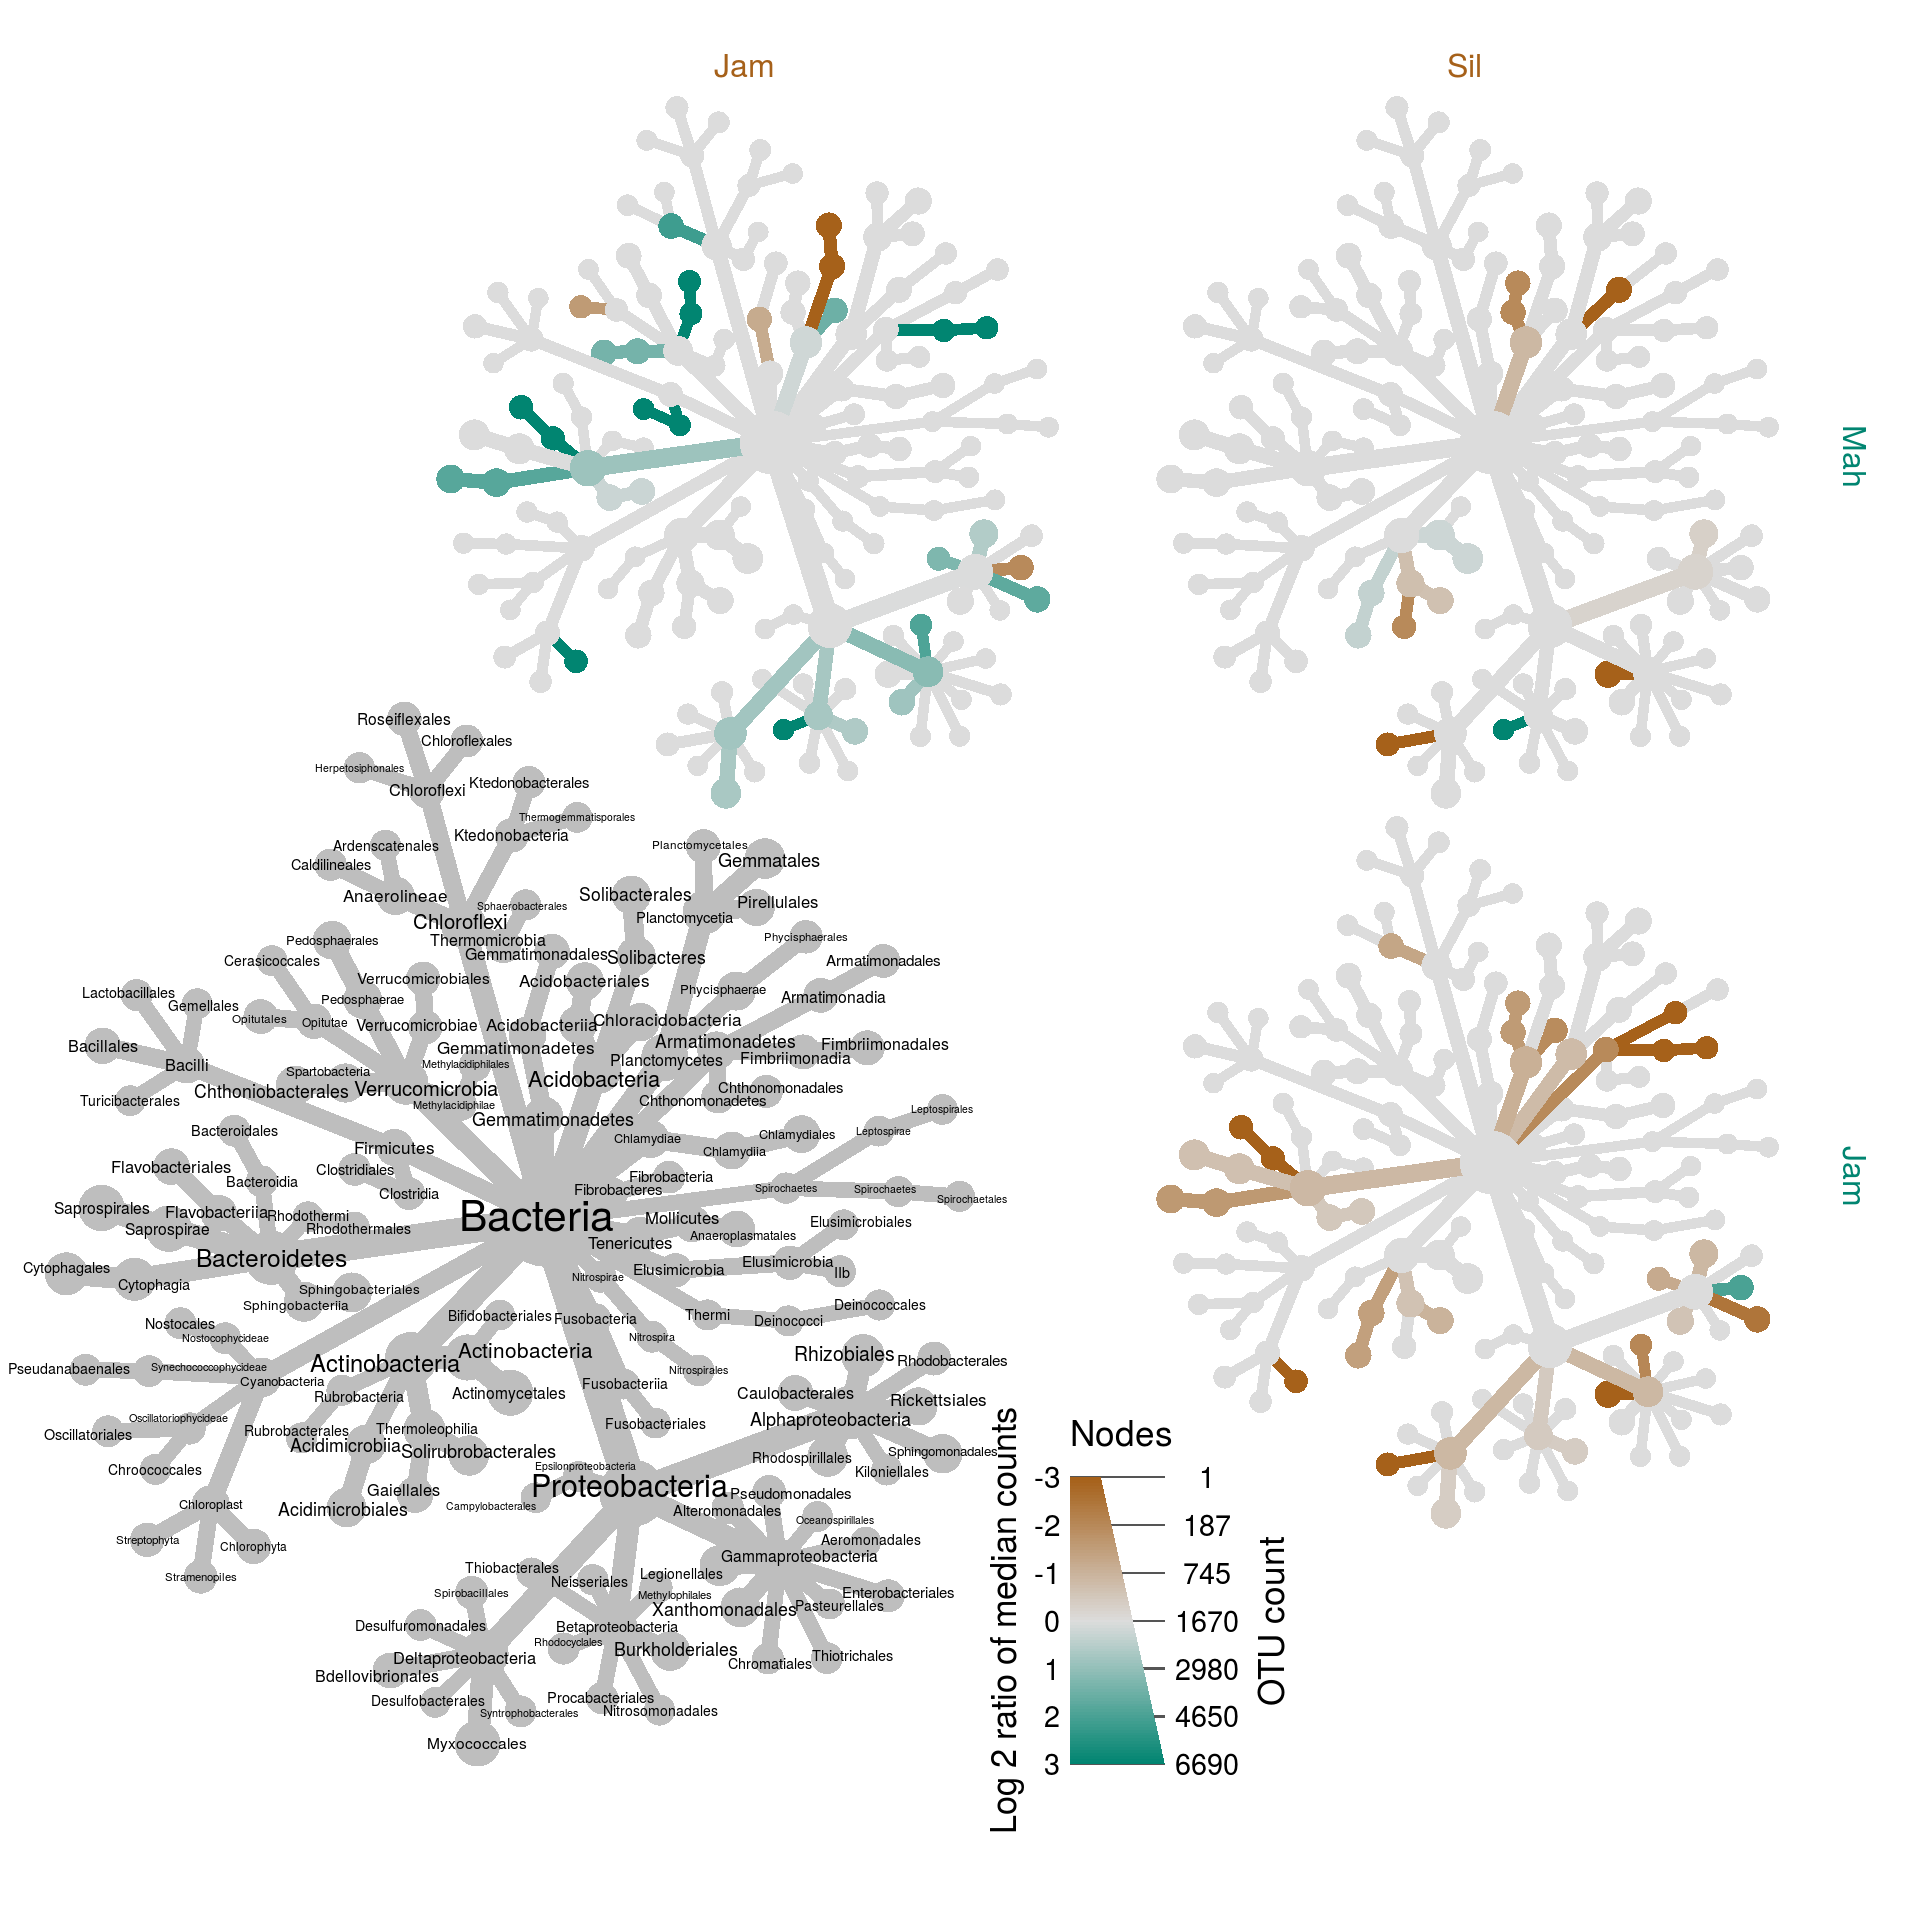 Jam
Sil
Mah
Jam
Roseiflexales
Chloroflexales
Herpetosiphonales
Chloroflexi
Ktedonobacterales
Thermogemmatisporales
Ktedonobacteria
Ardenscatenales
Caldilineales
Anaerolineae
Sphaerobacterales
Chloroflexi
Thermomicrobia
Planctomycetales
Gemmatales
Solibacterales
Pirellulales
Planctomycetia
Pedosphaerales
Gemmatimonadales
Solibacteres
Phycisphaerales
Cerasicoccales
Armatimonadales
Verrucomicrobiales
Acidobacteriales
Phycisphaerae
Armatimonadia
Lactobacillales
Gemellales
Pedosphaerae
Opitutales
Opitutae
Verrucomicrobiae
Acidobacteriia
Chloracidobacteria
Bacillales
Gemmatimonadetes
Armatimonadetes
Fimbriimonadales
Fimbriimonadia
Planctomycetes
Bacilli
Spartobacteria
Methylacidiphilales
Acidobacteria
Chthoniobacterales
Verrucomicrobia
Chthonomonadales
Chthonomonadetes
Turicibacterales
Methylacidiphilae
Gemmatimonadetes
Leptospirales
Bacteroidales
Firmicutes
Chlamydiae
Chlamydiales
Leptospirae
Chlamydiia
Flavobacteriales
Clostridiales
Bacteroidia
Clostridia
Fibrobacteria
Fibrobacteres
Spirochaetes
Spirochaetes
Spirochaetales
Saprospirales
Flavobacteriia
Rhodothermi
Saprospirae
Rhodothermales
Bacteria
Mollicutes
Elusimicrobiales
Anaeroplasmatales
Tenericutes
Bacteroidetes
Cytophagales
Cytophagia
Nitrospirae
Elusimicrobia
Elusimicrobia
IIb
Sphingobacteriales
Sphingobacteriia
Nostocales
Nostocophycideae
Bifidobacteriales
Fusobacteria
Thermi
Deinococci
Deinococcales
Nitrospira
Pseudanabaenales
Synechococcophycideae
Cyanobacteria
Actinobacteria
Actinobacteria
Nitrospirales
Rhizobiales
Rhodobacterales
Rubrobacteria
Actinomycetales
Fusobacteriia
Caulobacterales
Rickettsiales
Oscillatoriophycideae
Oscillatoriales
Rubrobacterales
Thermoleophilia
Fusobacteriales
Alphaproteobacteria
Acidimicrobiia
Solirubrobacterales
Rhodospirillales
Sphingomonadales
Kiloniellales
Chroococcales
Epsilonproteobacteria
Proteobacteria
Gaiellales
Pseudomonadales
Chloroplast
Acidimicrobiales
Campylobacterales
Alteromonadales
Oceanospirillales
Streptophyta
Chlorophyta
Aeromonadales
Gammaproteobacteria
Stramenopiles
Thiobacterales
Neisseriales
Legionellales
Spirobacillales
Methylophilales
Enterobacteriales
Xanthomonadales
Pasteurellales
Desulfuromonadales
Betaproteobacteria
Rhodocyclales
Burkholderiales
Deltaproteobacteria
Chromatiales
Thiotrichales
Bdellovibrionales
Desulfobacterales
Procabacteriales
Syntrophobacterales
Nitrosomonadales
Myxococcales
Nodes
Log 2 ratio of median counts
OTU count
-3 1
-2 187
-1 745
0 1670
1 2980
2 4650
3 6690